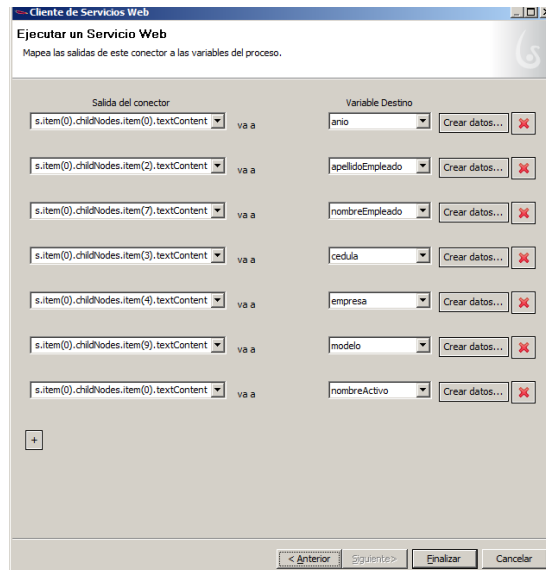 Cliente de Servicios Web
Ejecutar un Servicio Web
Mapea las salidas de este conector a las variables del proceso.
Salida del conector Variable Destino
s.item(0).childNodes.item(0).textContent va a anio Crear datos...
s.item(0).childNodes.item(2).textContent va a apellidoEmpleado Crear datos...
s.item(0).childNodes.item(7).textContent va a nombreEmpleado Crear datos...
s.item(0).childNodes.item(3).textContent va a cedula Crear datos...
s.item(0).childNodes.item(4).textContent va a empresa Crear datos...
s.item(0).childNodes.item(9).textContent va a modelo Crear datos...
s.item(0).childNodes.item(0).textContent va a nombreActivo Crear datos...
+
< Anterior Siguiente > Finalizar Cancelar